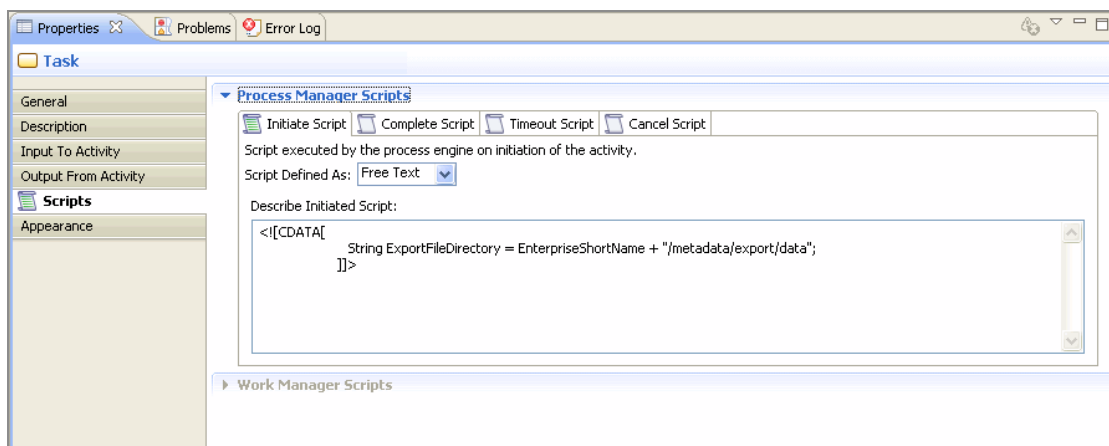 Properties Problems Error Log
Task
General
Description
Input To Activity
Output From Activity
Scripts
Appearance
Process Manager Scripts
Initiate Script Complete Script Timeout Script Cancel Script
Script executed by the process engine on initiation of the activity.
Script Defined As: Free Text
Describe Initiated Script:
<![CDATA[
String ExportFileDirectory = EnterpriseShortName + "/metadata/export/data";
]]>
Work Manager Scripts